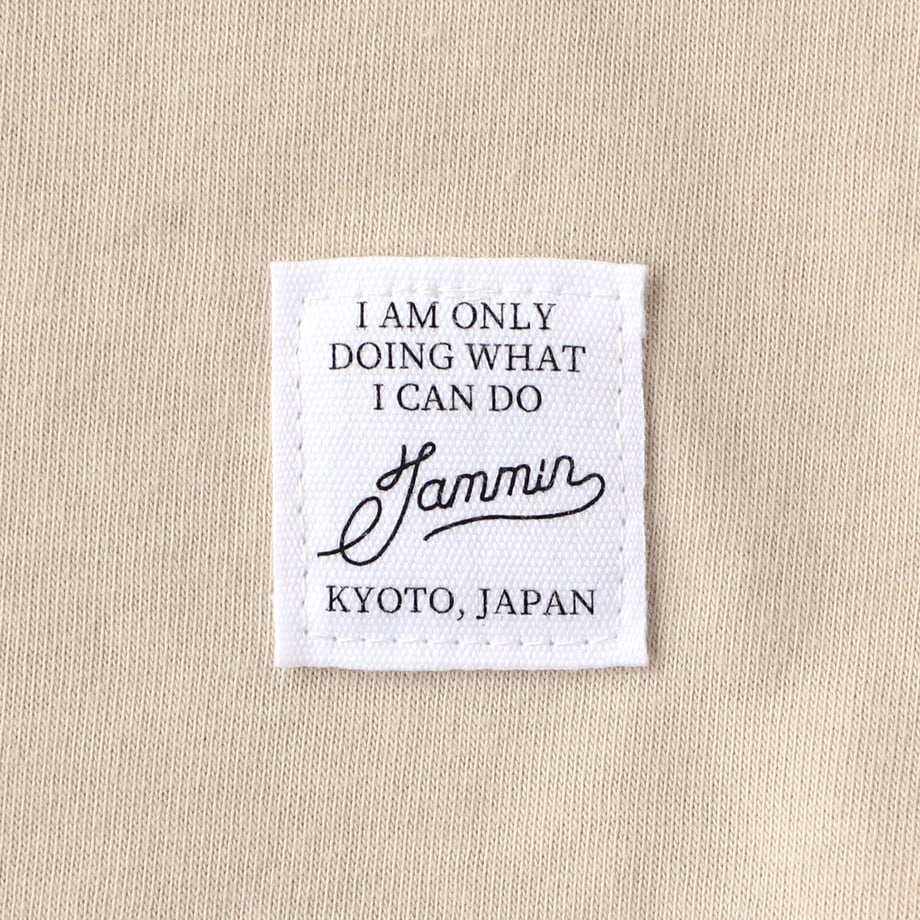 I AM ONLY
DOING WHAT
I CAN DO
Jammin
KYOTO, JAPAN